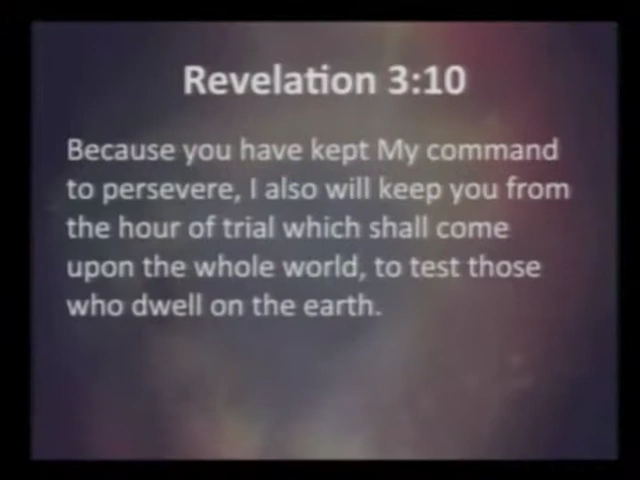 Revelation 3:10
Because you have kept My command
to persevere, I also will keep you from
the hour of trial which shall come
upon the whole world, to test those
who dwell on the earth.